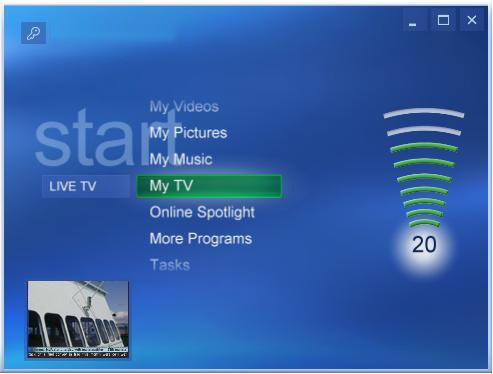 start
My Videos
My Pictures
My Music
LIVE TV
My TV
Online Spotlight
More Programs
Tasks
20